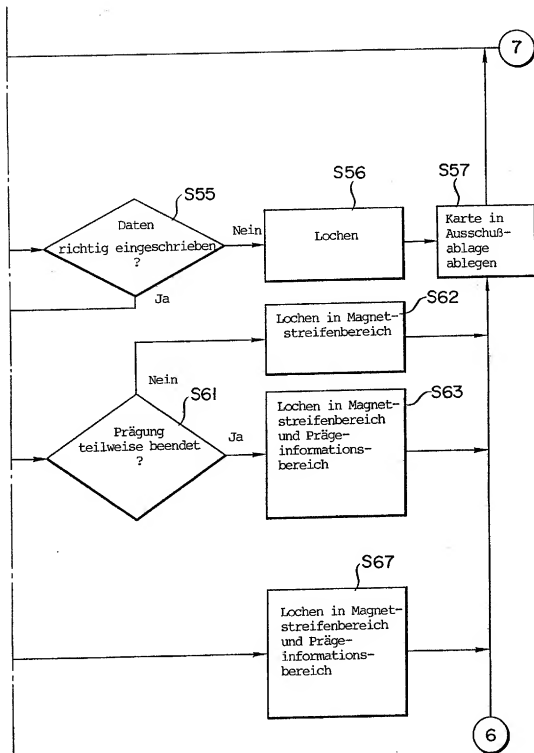 7
S55
S56
S57
Daten
richtig eingeschrieben
?
Nein
Lochen
Karte in
Ausschuß-
ablage
ablegen
Ja
S62
Lochen in Magnet-
streifenbereich
Nein
S61
S63
Prägung
teilweise beendet
?
Ja
Lochen in Magnet-
streifenbereich
und Präge-
informations-
bereich
S67
Lochen in Magnet-
streifenbereich
und Präge-
informations-
bereich
6